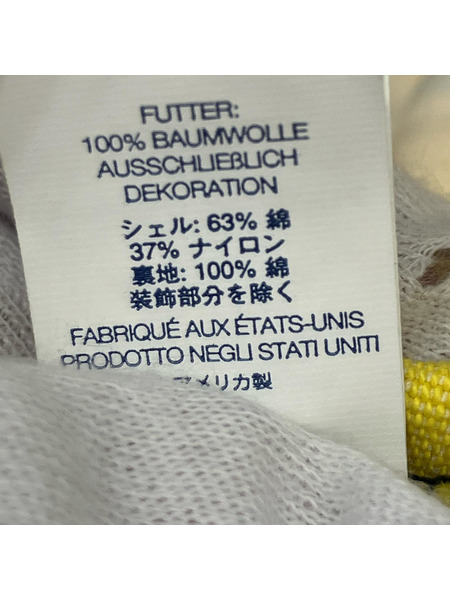 FUTTER:
100% BAUMWOLLE
AUSSCHLIEßLICH
DEKORATION
シェル: 63% 綿
37% ナイロン
裏地: 100% 綿
装飾部分を除く
FABRIQUÉ AUX ÉTATS-UNIS
PRODOTTO NEGLI STATI UNITI
アメリカ製